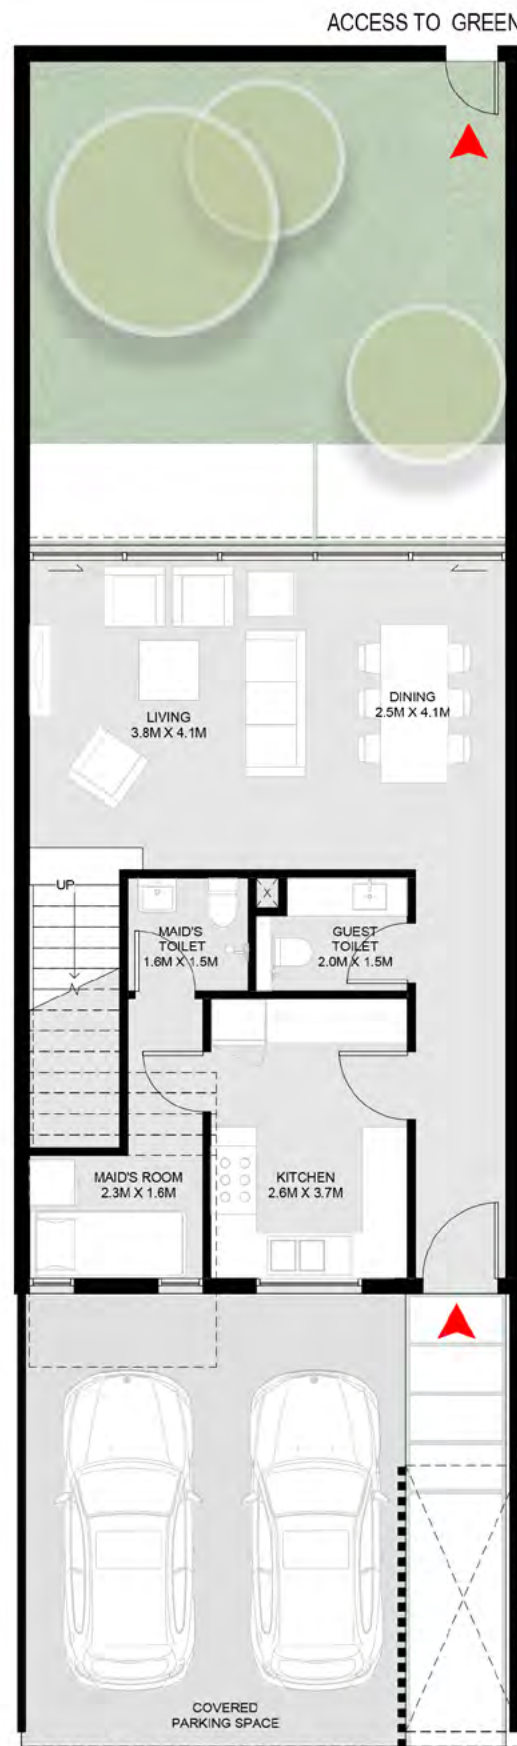 ACCESS TO GREEN
LIVING
3.8M X 4.1M
DINING
2.5M X 4.1M
UP
X
MAID'S
TOILET
1.6M X 1.5M
GUEST
TOILET
2.0M X 1.5M
MAID'S ROOM
2.3M X 1.6M
KITCHEN
2.6M X 3.7M
COVERED
PARKING SPACE